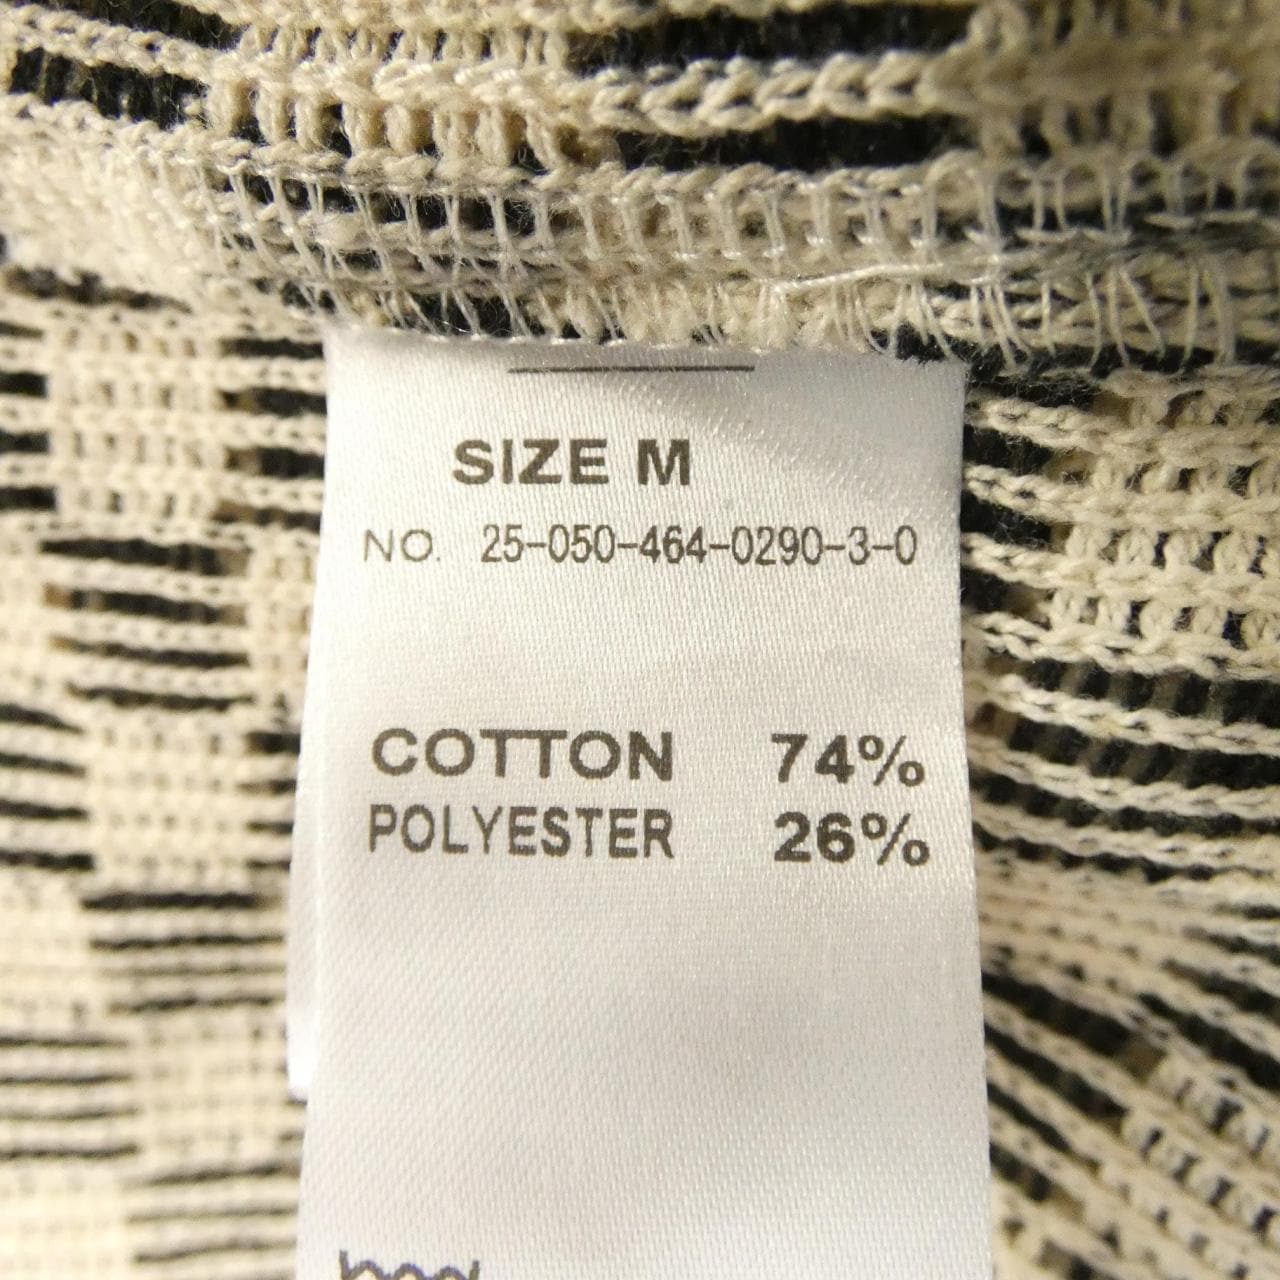 SIZE M
NO. 25-050-464-0290-3-0
COTTON 74%
POLYESTER 26%